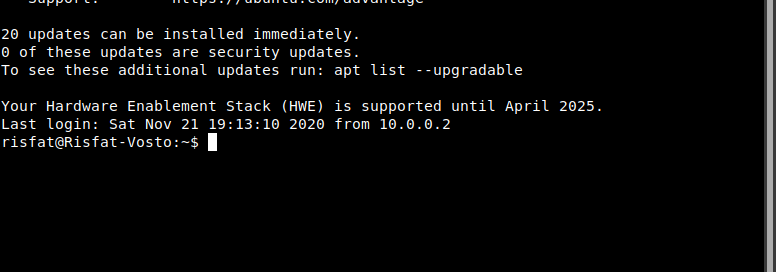 Support: https://ubuntu.com/advantage
20 updates can be installed immediately.
0 of these updates are security updates.
To see these additional updates run: apt list --upgradable
Your Hardware Enablement Stack (HWE) is supported until April 2025.
Last login: Sat Nov 21 19:13:10 2020 from 10.0.0.2
risfat@Risfat-Vosto:~$